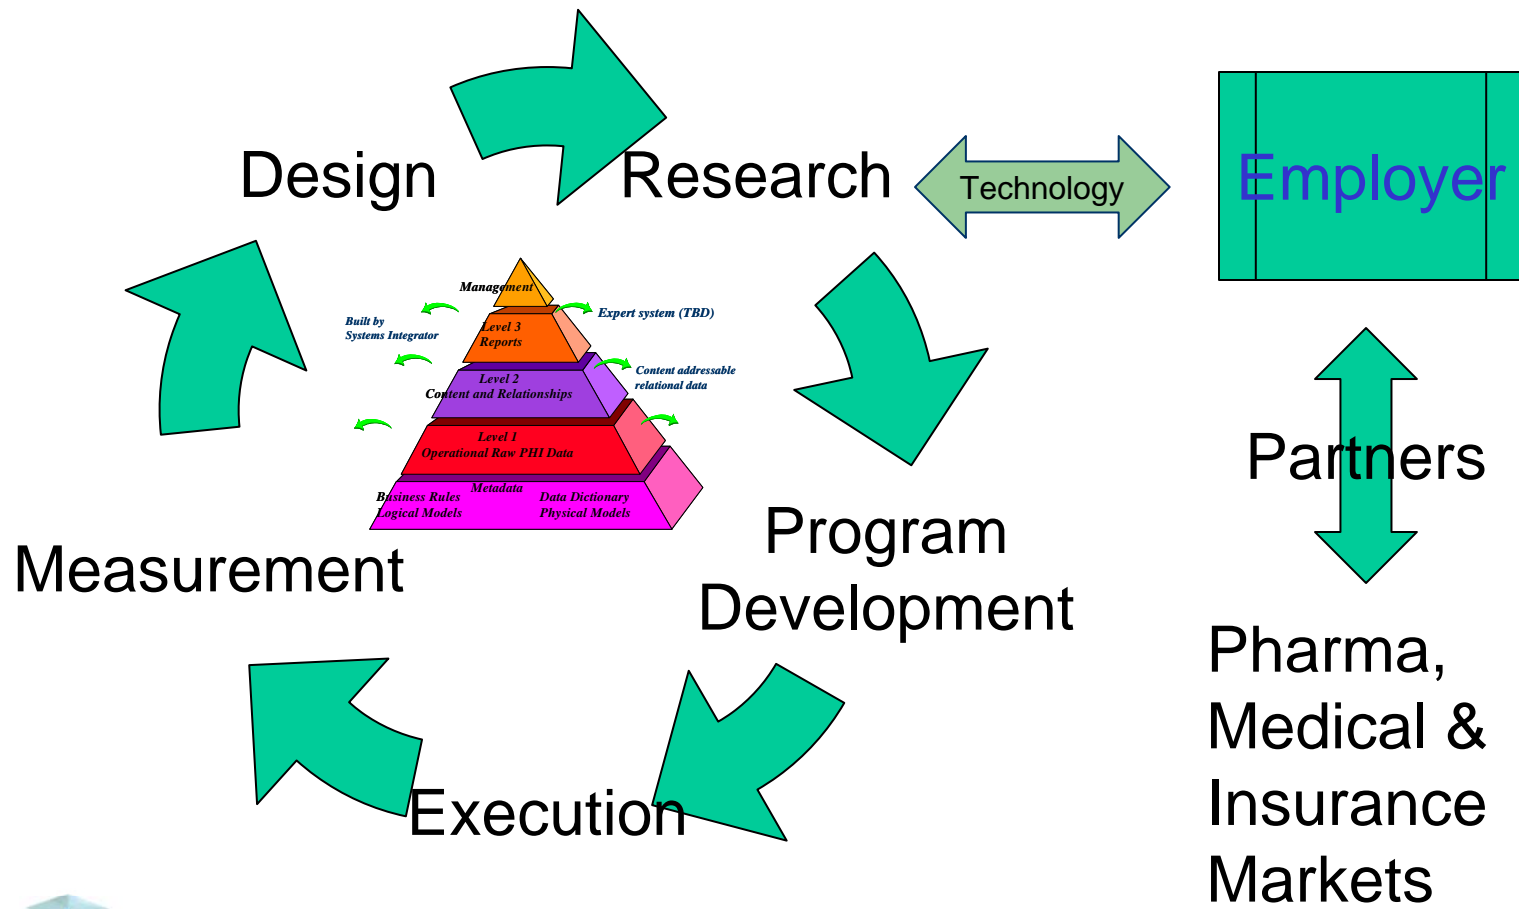 Design
Research
Technology
Employer
Management
Expert system (TBD)
Built by
Systems Integrator
Level 3
Reports
Content addressable
relational data
Level 2
Content and Relationships
Level 1
Operational Raw PHI Data
Metadata
Business Rules
Logical Models
Data Dictionary
Physical Models
Partners
Measurement
Program
Development
Execution
Pharma,
Medical &
Insurance
Markets